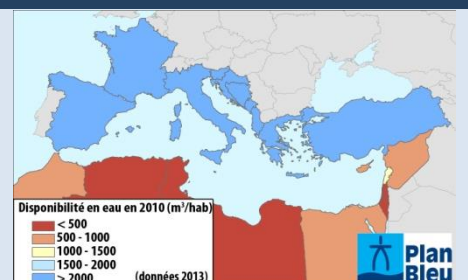 Disponibilité en eau en 2010 (m³/hab)
< 500
500 - 1000
1000 - 1500
1500 - 2000
> 2000 (données 2013)
Plan
Bleu